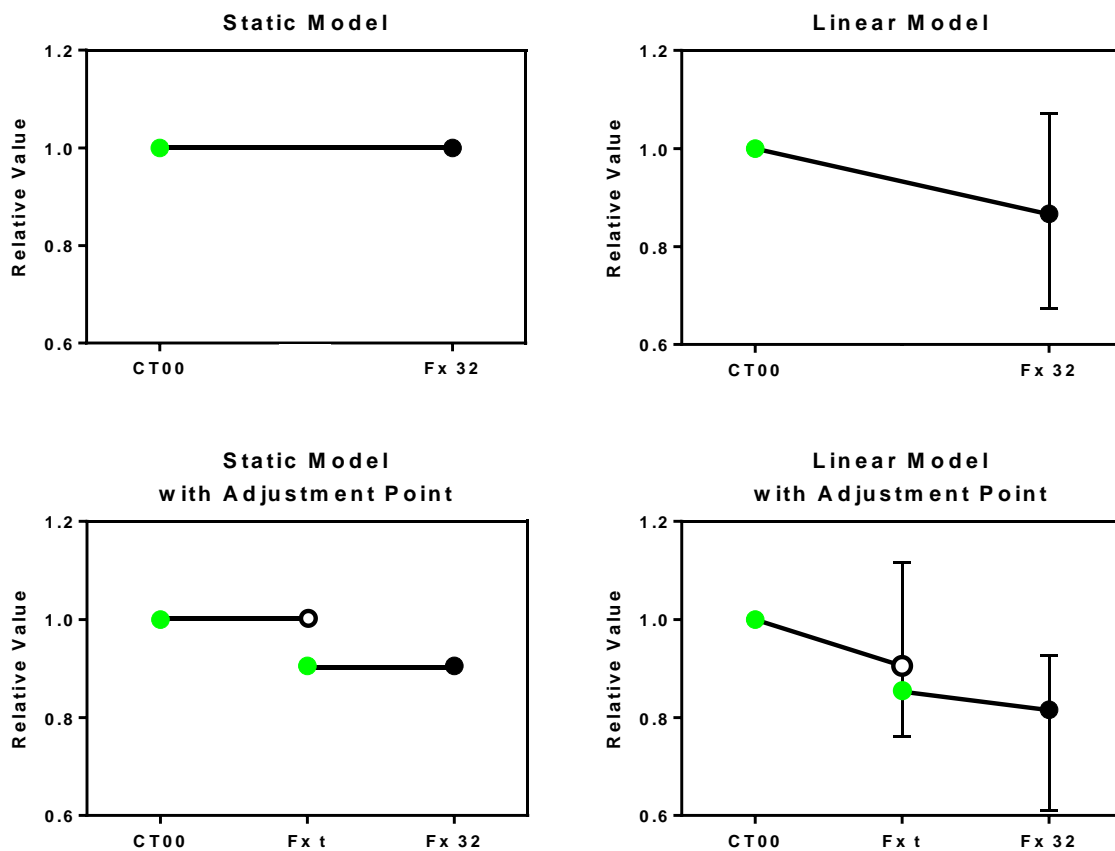 Static Model
1.2
1.0
0.8
0.6
Relative Value
CT00
Fx 32
Linear Model
1.2
1.0
0.8
0.6
Relative Value
CT00
Fx 32
Static Model
with Adjustment Point
1.2
1.0
0.8
0.6
Relative Value
CT00
Fx t
Fx 32
Linear Model
with Adjustment Point
1.2
1.0
0.8
0.6
Relative Value
CT00
Fx t
Fx 32